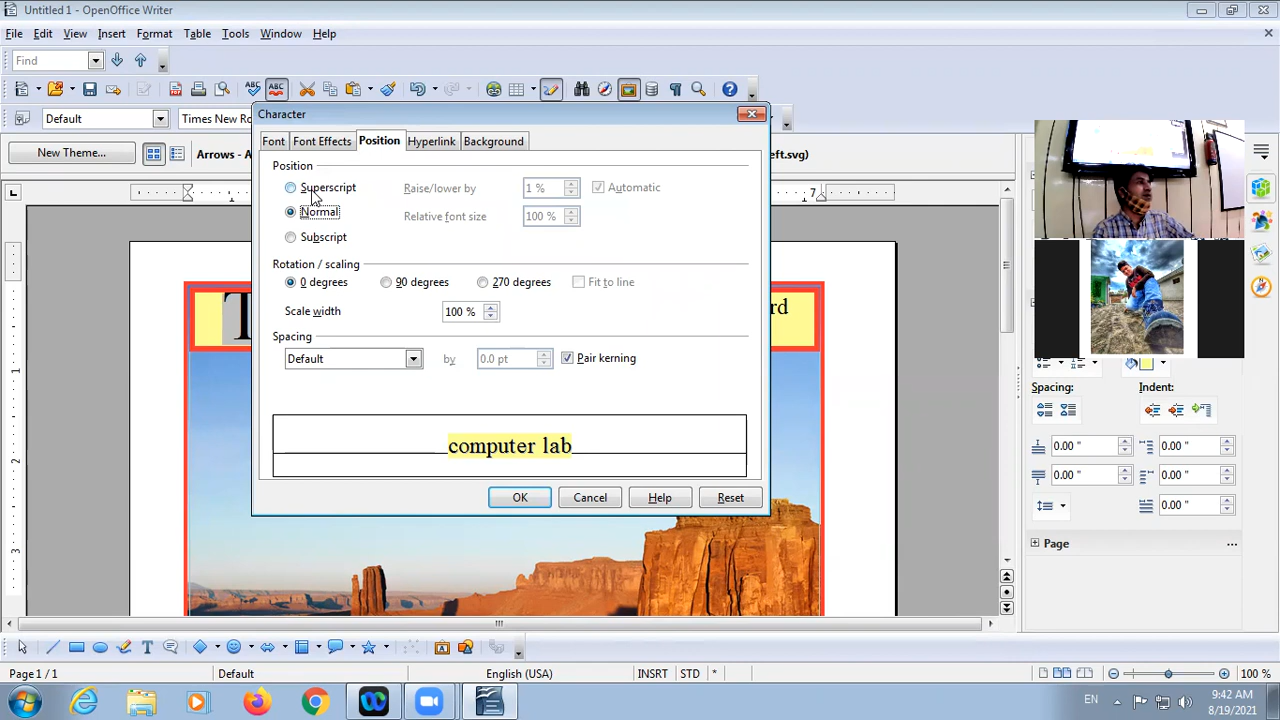 Untitled 1 - OpenOffice Writer
File Edit View Insert Format Table Tools Window Help
Find
Default Times New Ro
Character
Font Font Effects Position Hyperlink Background
New Theme... Arrows - A eft.svg)
Position
Superscript Raise/lower by 1 % Automatic
Normal Relative font size 100 %
Subscript
Rotation / scaling
0 degrees 90 degrees 270 degrees Fit to line
Scale width 100 %
Spacing
Default by 0.0 pt Pair kerning
computer lab
OK Cancel Help Reset
T rd
7
1
2
3
Spacing: Indent:
0.00 " 0.00 "
0.00 " 0.00 "
0.00 "
Page
Page 1 / 1 Default English (USA) INSRT STD * 100 %
EN 9:42 AM
8/19/2021